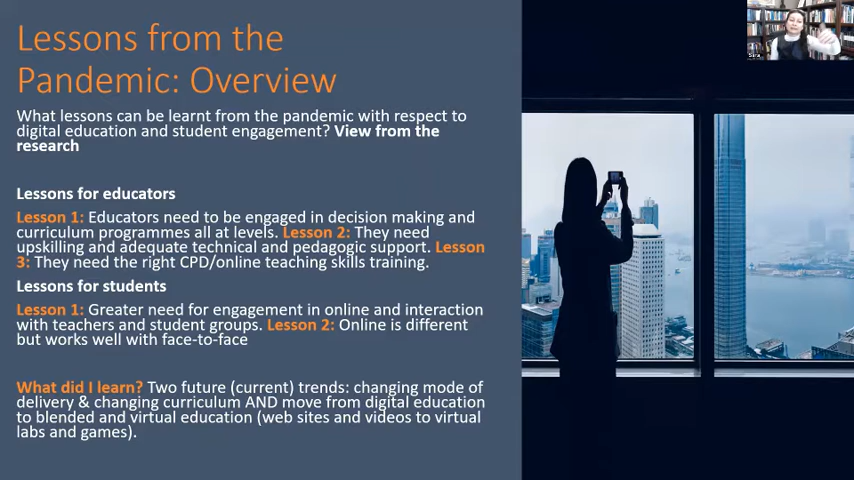 Lessons from the
Pandemic: Overview
What lessons can be learnt from the pandemic with respect to
digital education and student engagement? View from the
research
Lessons for educators
Lesson 1: Educators need to be engaged in decision making and
curriculum programmes all at levels. Lesson 2: They need
upskilling and adequate technical and pedagogic support. Lesson
3: They need the right CPD/online teaching skills training.
Lessons for students
Lesson 1: Greater need for engagement in online and interaction
with teachers and student groups. Lesson 2: Online is different
but works well with face-to-face
What did I learn? Two future (current) trends: changing mode of
delivery & changing curriculum AND move from digital education
to blended and virtual education (web sites and videos to virtual
labs and games).